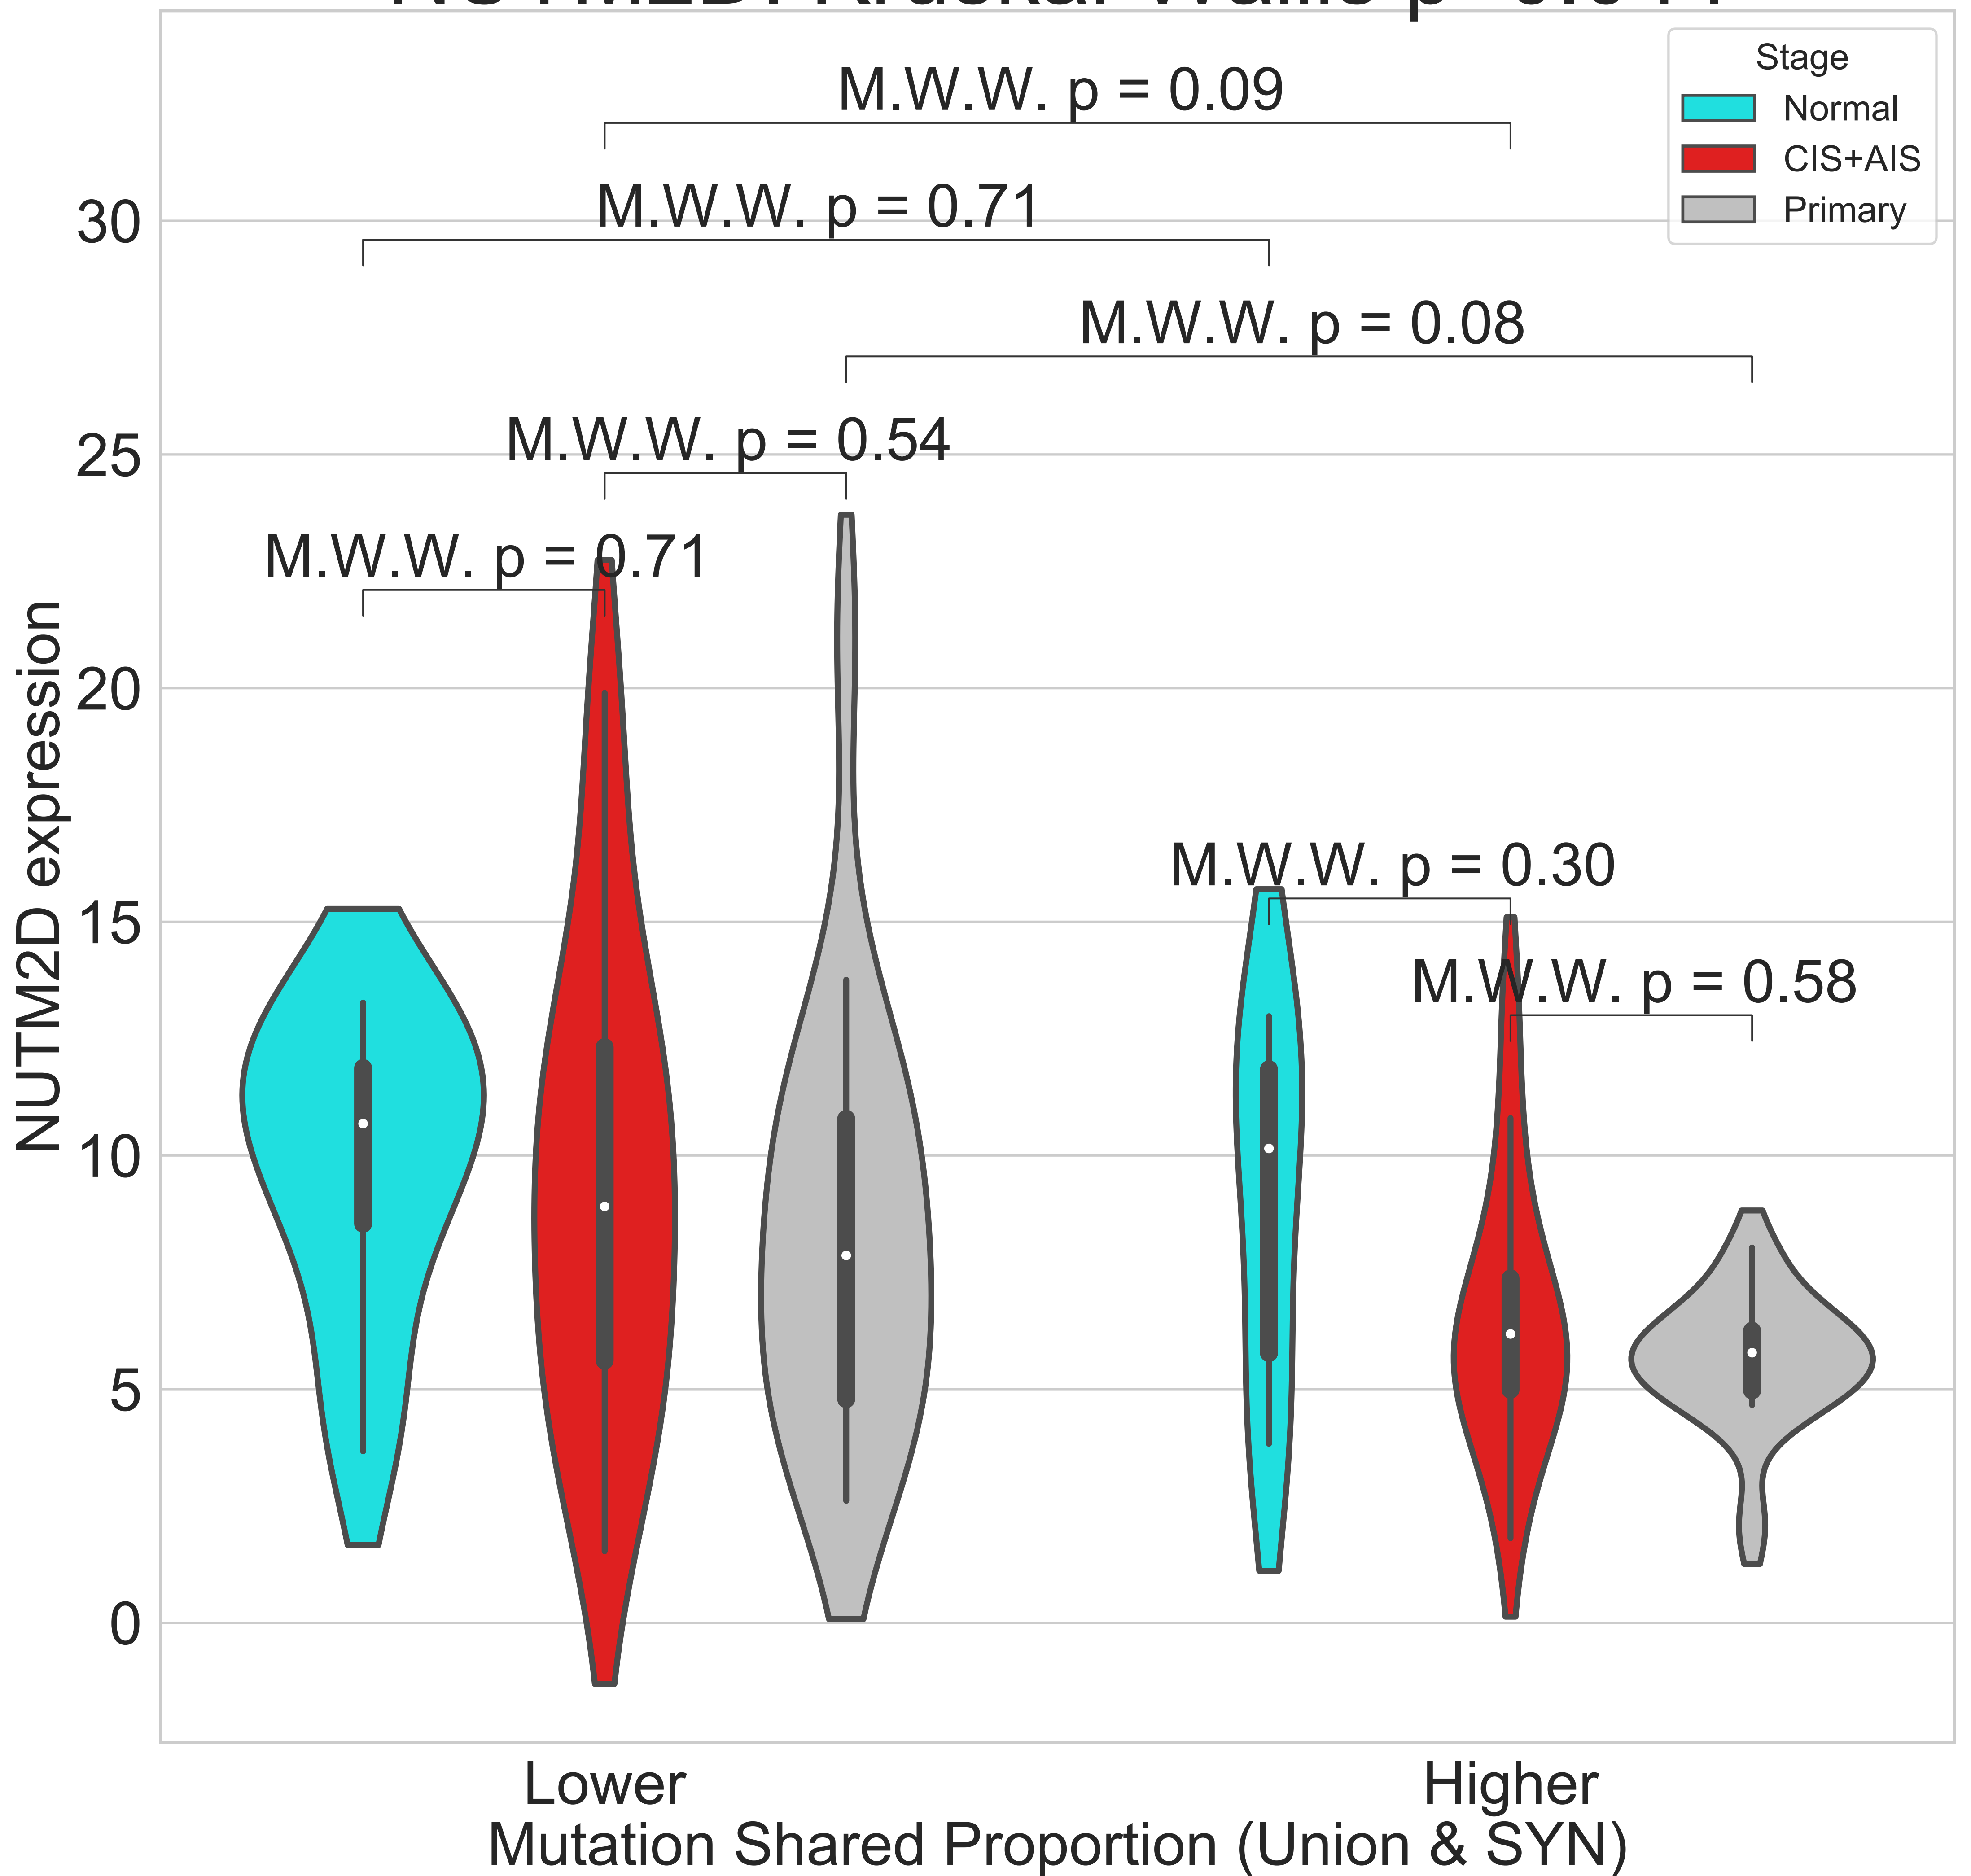 Stage
Normal
CIS+AIS
Primary
M.W.W. p = 0.09
M.W.W. p = 0.71
M.W.W. p = 0.08
M.W.W. p = 0.54
M.W.W. p = 0.71
M.W.W. p = 0.30
M.W.W. p = 0.58
30
25
20
15
10
5
0
NUTM2D expression
Lower
Higher
Mutation Shared Proportion (Union & SYN)